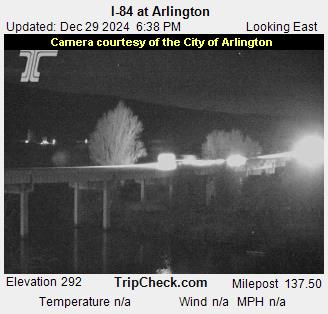 I-84 at Arlington
Updated: Dec 29 2024  6:38 PM  Looking East
Camera courtesy of the City of Arlington
Elevation 292  TripCheck.com  Milepost 137.50
Temperature n/a  Wind n/a  MPH n/a